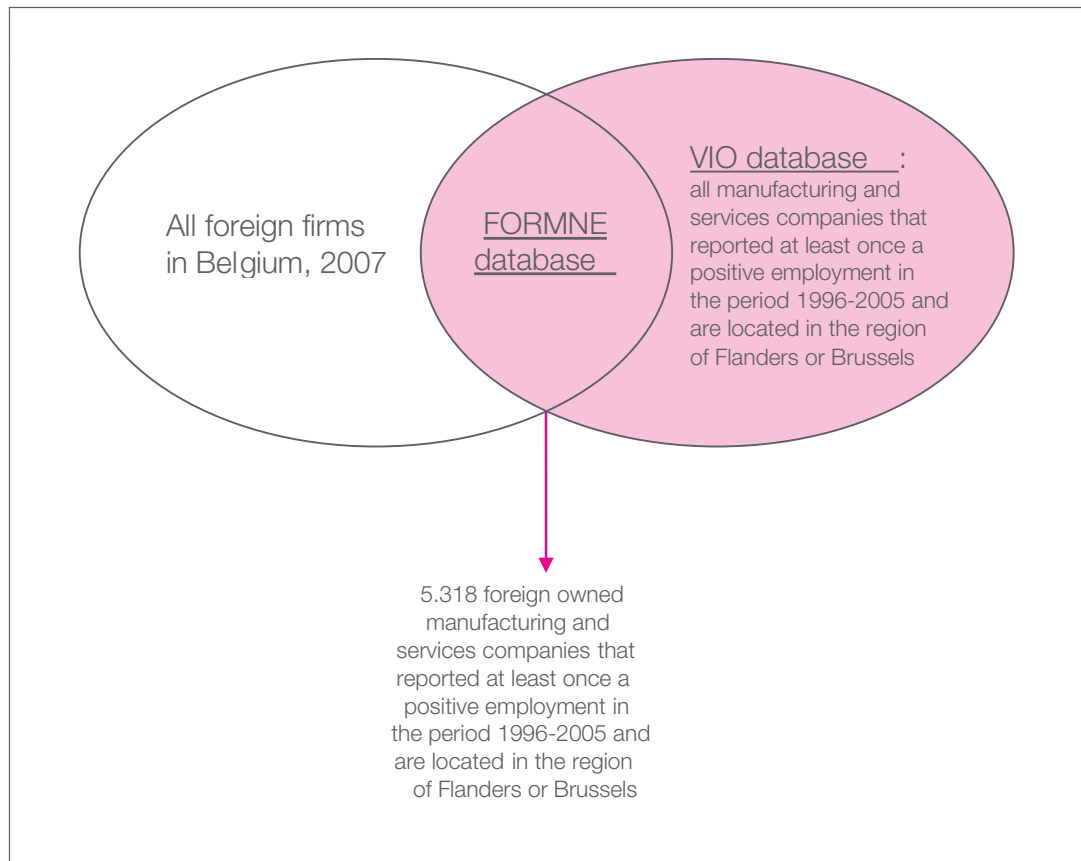 All foreign firms
in Belgium, 2007
FORMNE
database
VIO database :
all manufacturing and
services companies that
reported at least once a
positive employment in
the period 1996-2005 and
are located in the region
of Flanders or Brussels
5.318 foreign owned
manufacturing and
services companies that
reported at least once a
positive employment in
the period 1996-2005 and
are located in the region
of Flanders or Brussels